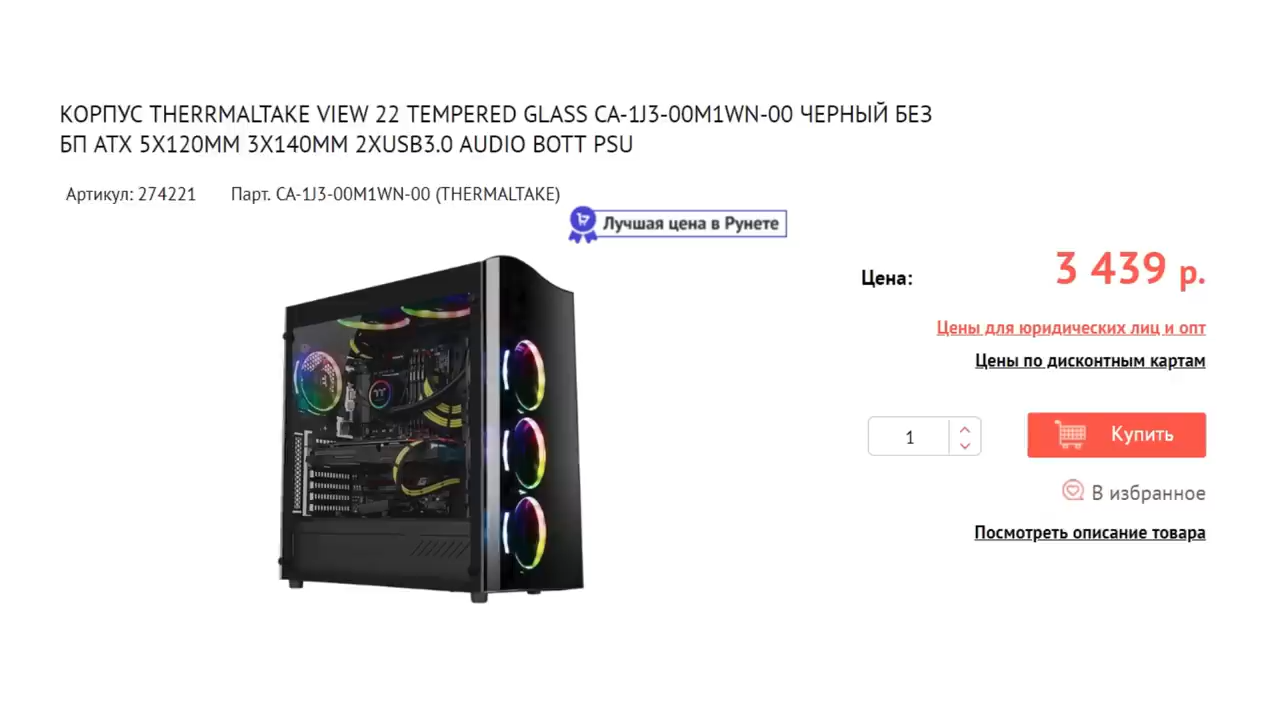 КОРПУС THERRMALTAKE VIEW 22 TEMPERED GLASS CA-1J3-00M1WN-00 ЧЕРНЫЙ БЕЗ
БП ATX 5X120MM 3X140MM 2XUSB3.0 AUDIO BOTT PSU
Артикул: 274221 Парт. CA-1J3-00M1WN-00 (THERMALTAKE)
Лучшая цена в Рунете
Цена: 3 439 р.
Цены для юридических лиц и опт
Цены по дисконтным картам
1 Купить
В избранное
Посмотреть описание товара